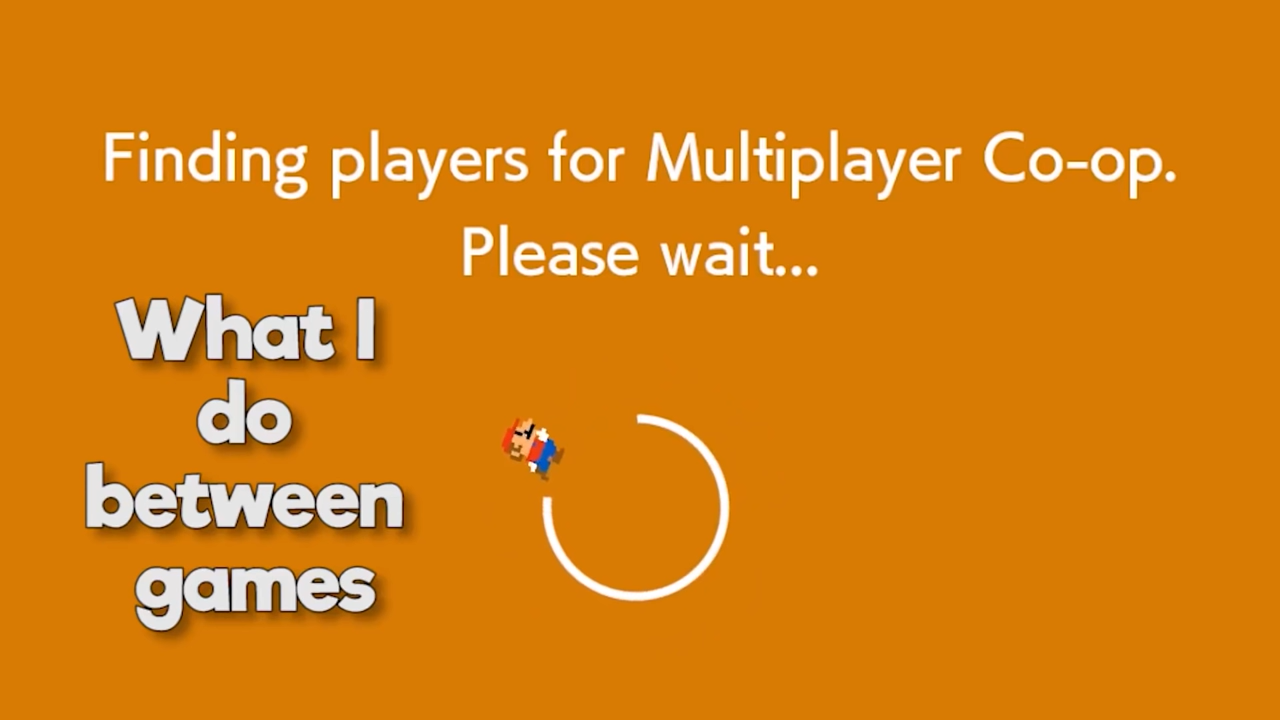 Finding players for Multiplayer Co-op.
Please wait...
What I
do
between
games